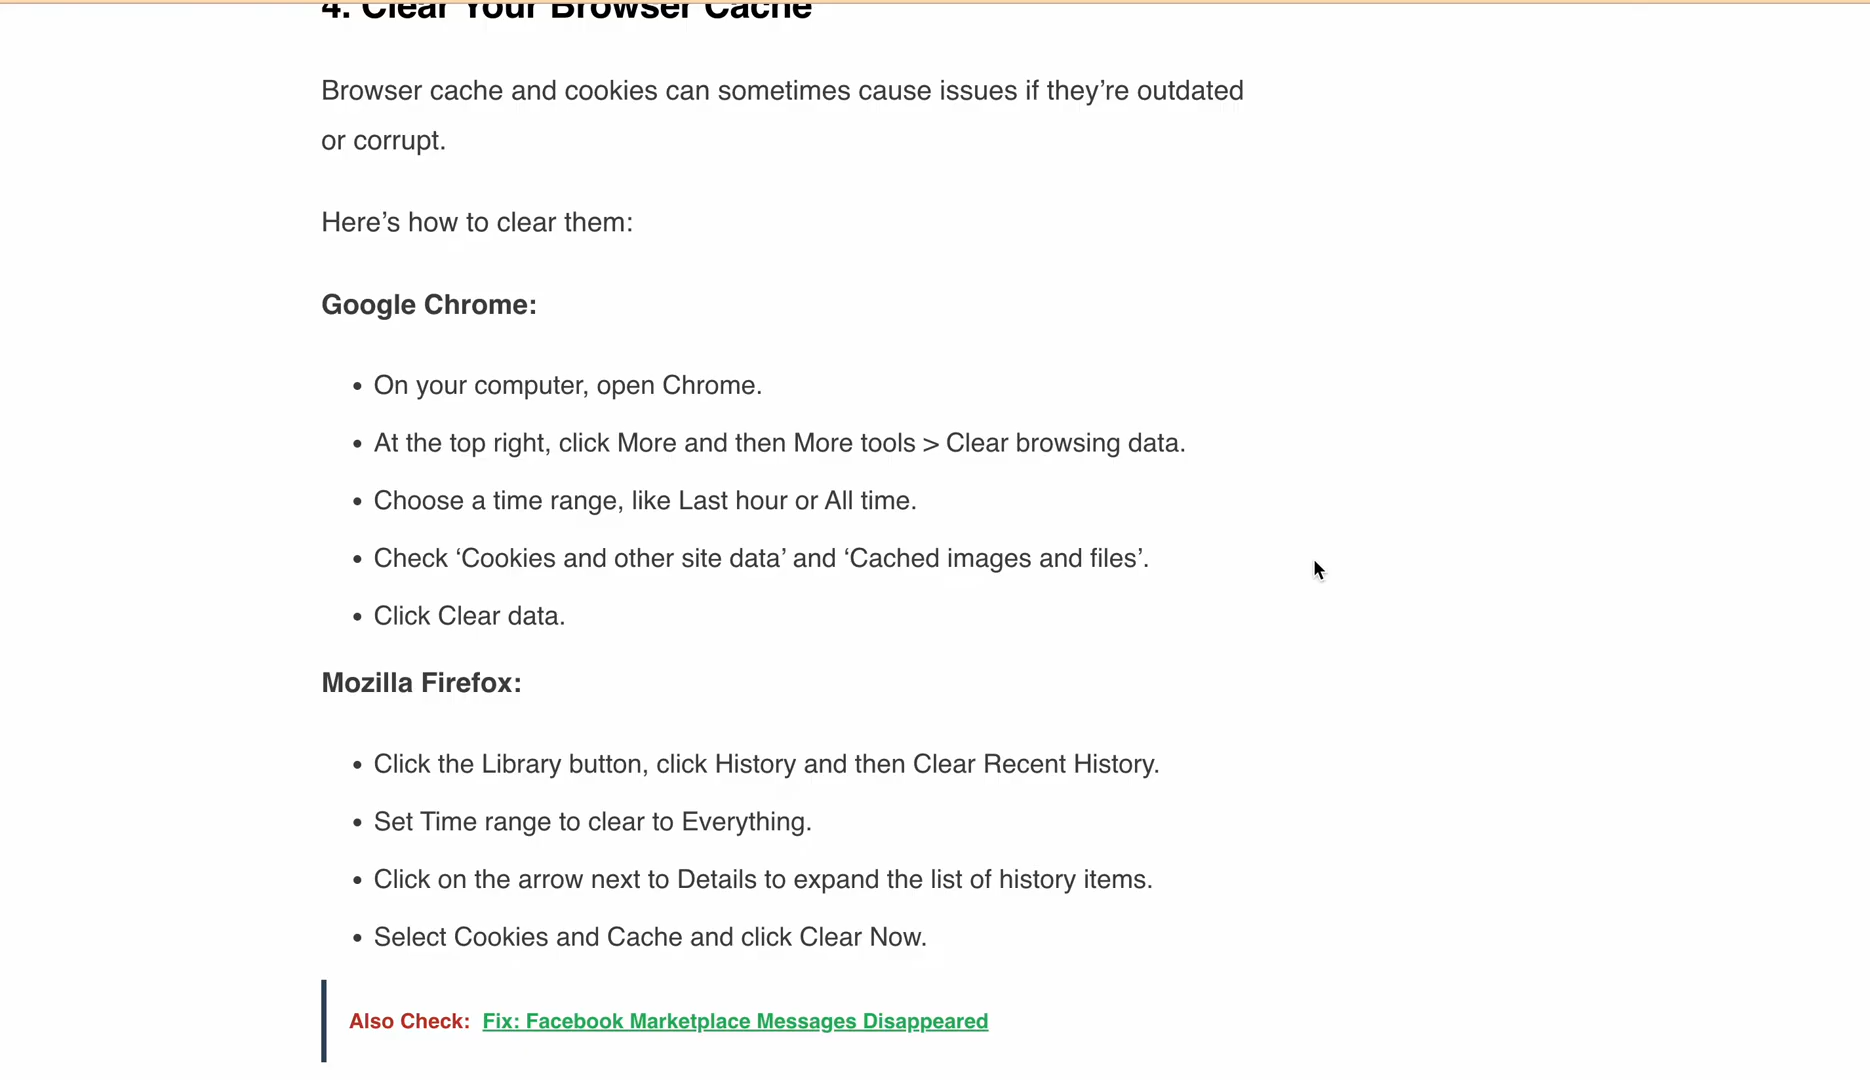 4. Clear Your Browser Cache
Browser cache and cookies can sometimes cause issues if they’re outdated
or corrupt.
Here’s how to clear them:
Google Chrome:
• On your computer, open Chrome.
• At the top right, click More and then More tools > Clear browsing data.
• Choose a time range, like Last hour or All time.
• Check ‘Cookies and other site data’ and ‘Cached images and files’.
• Click Clear data.
Mozilla Firefox:
• Click the Library button, click History and then Clear Recent History.
• Set Time range to clear to Everything.
• Click on the arrow next to Details to expand the list of history items.
• Select Cookies and Cache and click Clear Now.
Also Check: Fix: Facebook Marketplace Messages Disappeared